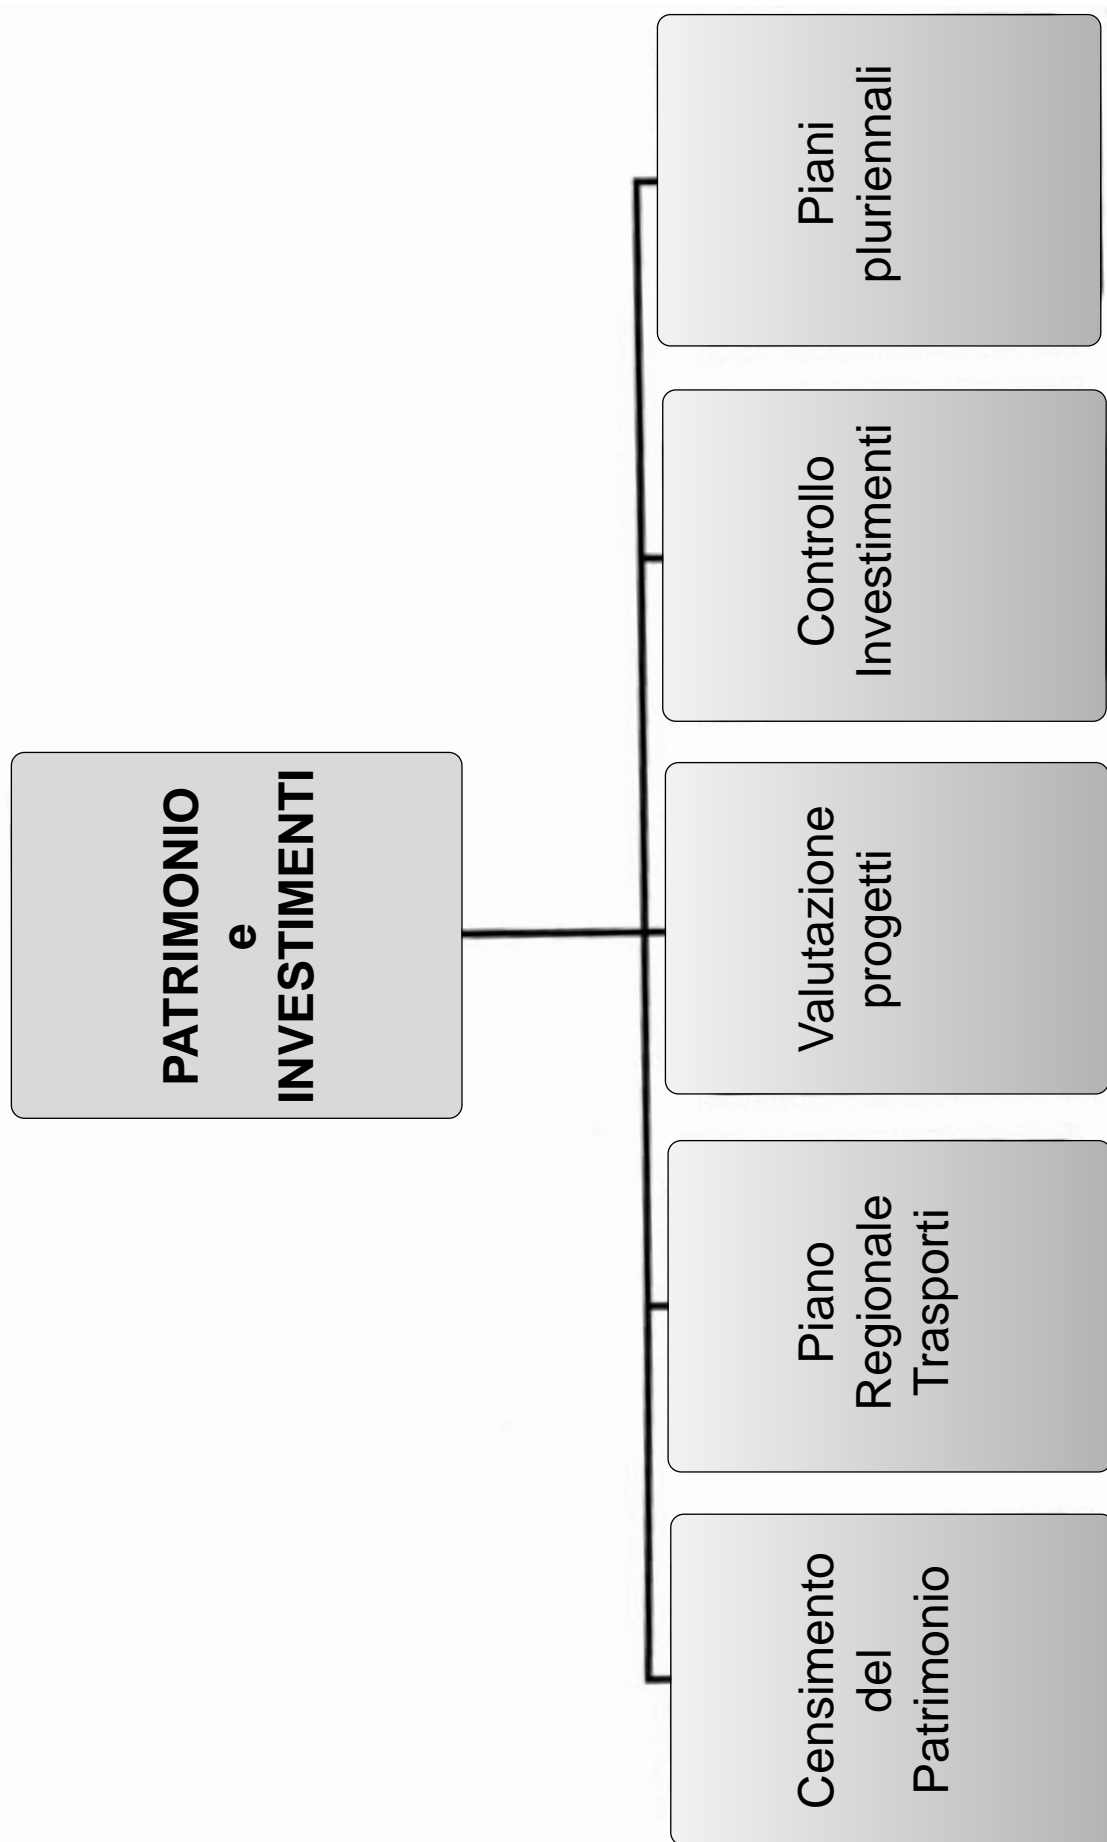 PATRIMONIO
e
INVESTIMENTI
Censimento
del
Patrimonio
Piano
Regionale
Trasporti
Valutazione
progetti
Controllo
Investimenti
Piani
pluriennali